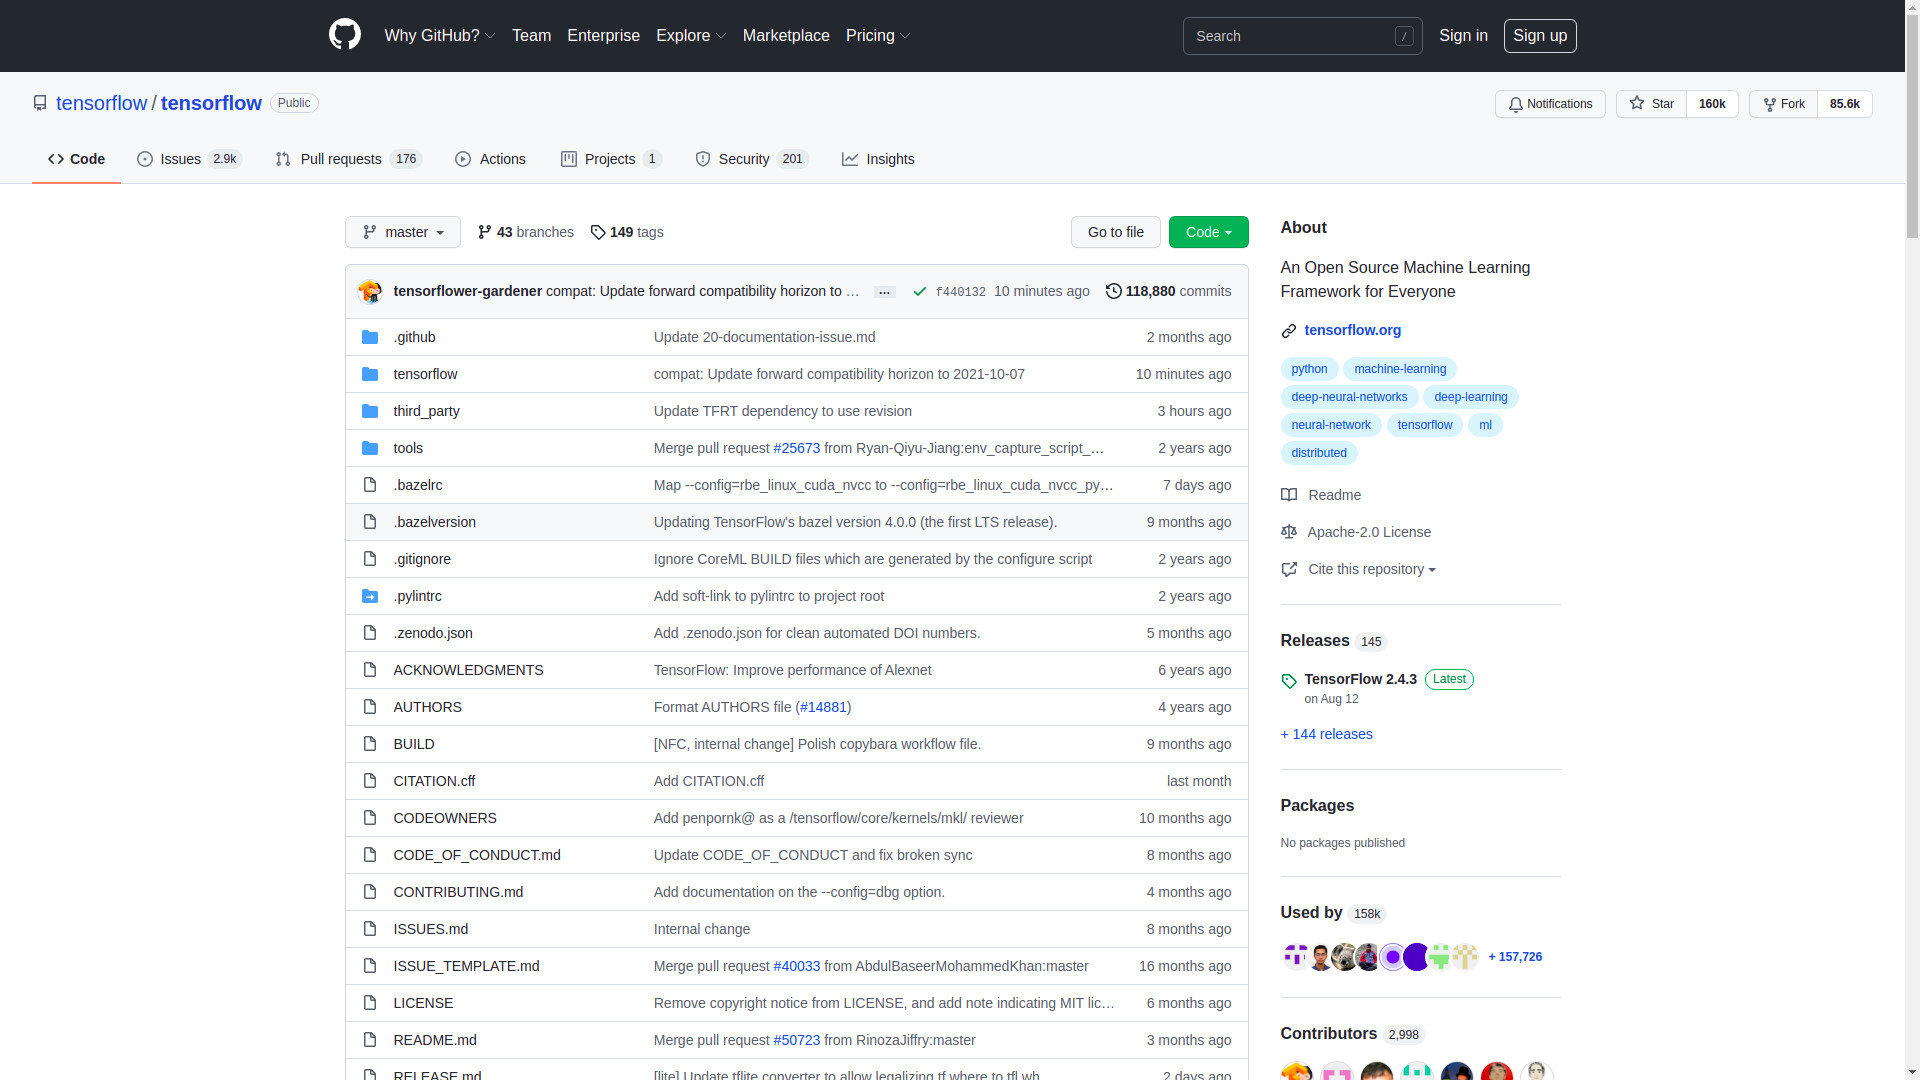 Why GitHub? Team Enterprise Explore Marketplace Pricing Search / Sign in Sign up
tensorflow / tensorflow Public Notifications Star 160k Fork 85.6k
Code Issues 2.9k Pull requests 176 Actions Projects 1 Security 201 Insights
master 43 branches 149 tags Go to file Code
tensorflower-gardener compat: Update forward compatibility horizon to … … f440132 10 minutes ago 118,880 commits
.github Update 20-documentation-issue.md 2 months ago
tensorflow compat: Update forward compatibility horizon to 2021-10-07 10 minutes ago
third_party Update TFRT dependency to use revision 3 hours ago
tools Merge pull request #25673 from Ryan-Qiyu-Jiang:env_capture_script_… 2 years ago
.bazelrc Map --config=rbe_linux_cuda_nvcc to --config=rbe_linux_cuda_nvcc_py… 7 days ago
.bazelversion Updating TensorFlow's bazel version 4.0.0 (the first LTS release). 9 months ago
.gitignore Ignore CoreML BUILD files which are generated by the configure script 2 years ago
.pylintrc Add soft-link to pylintrc to project root 2 years ago
.zenodo.json Add .zenodo.json for clean automated DOI numbers. 5 months ago
ACKNOWLEDGMENTS TensorFlow: Improve performance of Alexnet 6 years ago
AUTHORS Format AUTHORS file (#14881) 4 years ago
BUILD [NFC, internal change] Polish copybara workflow file. 9 months ago
CITATION.cff Add CITATION.cff last month
CODEOWNERS Add penpornk@ as a /tensorflow/core/kernels/mkl/ reviewer 10 months ago
CODE_OF_CONDUCT.md Update CODE_OF_CONDUCT and fix broken sync 8 months ago
CONTRIBUTING.md Add documentation on the --config=dbg option. 4 months ago
ISSUES.md Internal change 8 months ago
ISSUE_TEMPLATE.md Merge pull request #40033 from AbdulBaseerMohammedKhan:master 16 months ago
LICENSE Remove copyright notice from LICENSE, and add note indicating MIT lic… 6 months ago
README.md Merge pull request #50723 from RinozaJiffry:master 3 months ago
RELEASE.md [lite] Update tflite converter to allow legalizing tf.where to tfl.wh… 2 days ago
About
An Open Source Machine Learning
Framework for Everyone
tensorflow.org
python machine-learning
deep-neural-networks deep-learning
neural-network tensorflow ml
distributed
Readme
Apache-2.0 License
Cite this repository
Releases 145
TensorFlow 2.4.3 Latest
on Aug 12
+ 144 releases
Packages
No packages published
Used by 158k
+ 157,726
Contributors 2,998